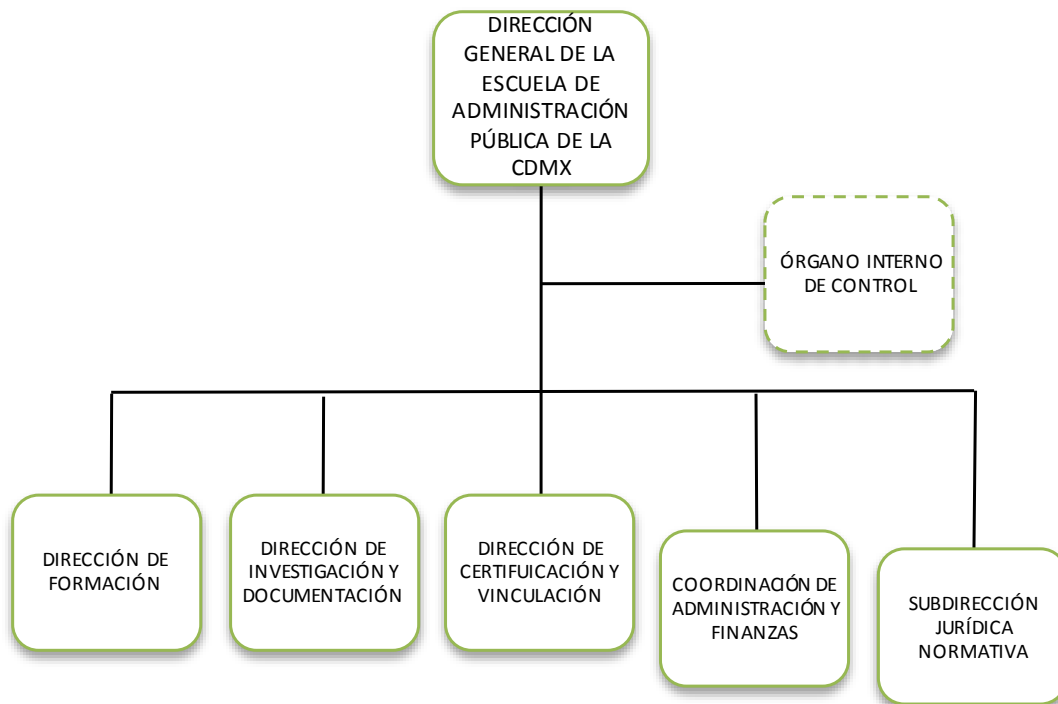 DIRECCIÓN
GENERAL DE LA
ESCUELA DE
ADMINISTRACIÓN
PÚBLICA DE LA
CDMX
ÓRGANO INTERNO
DE CONTROL
DIRECCIÓN DE
FORMACIÓN
DIRECCIÓN DE
INVESTIGACIÓN Y
DOCUMENTACIÓN
DIRECCIÓN DE
CERTIFUICACIÓN Y
VINCULACIÓN
COORDINACIÓN DE
ADMINISTRACIÓN Y
FINANZAS
SUBDIRECCIÓN
JURÍDICA
NORMATIVA